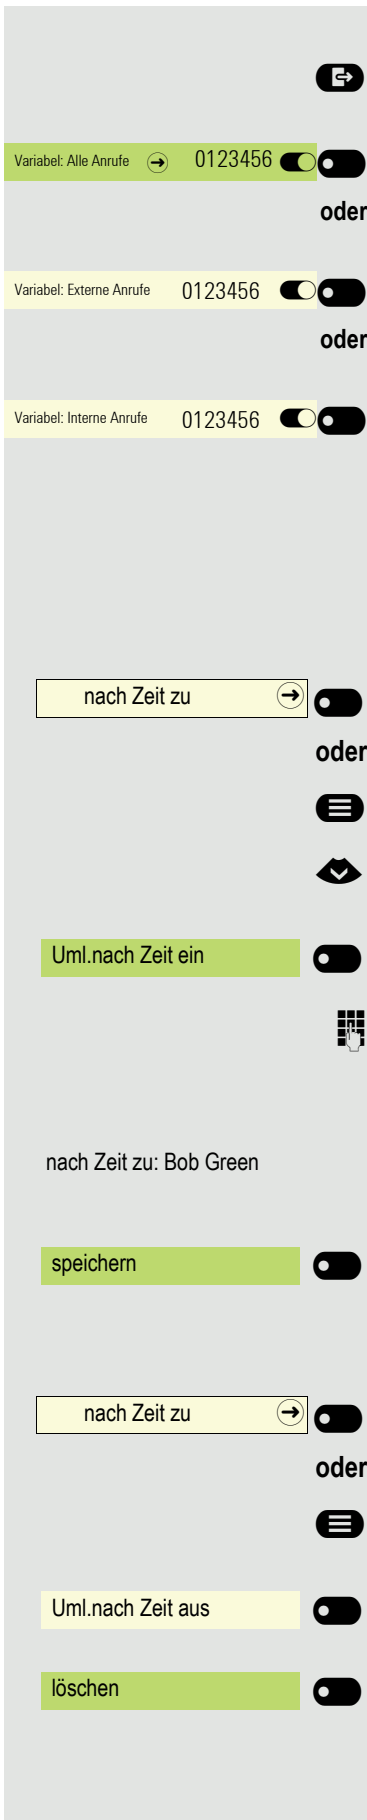 Variabel: Alle Anrufe 0123456
oder
Variabel: Externe Anrufe 0123456
oder
Variabel: Interne Anrufe 0123456
nach Zeit zu
oder
Uml.nach Zeit ein
nach Zeit zu: Bob Green
speichern
nach Zeit zu
oder
Uml.nach Zeit aus
löschen